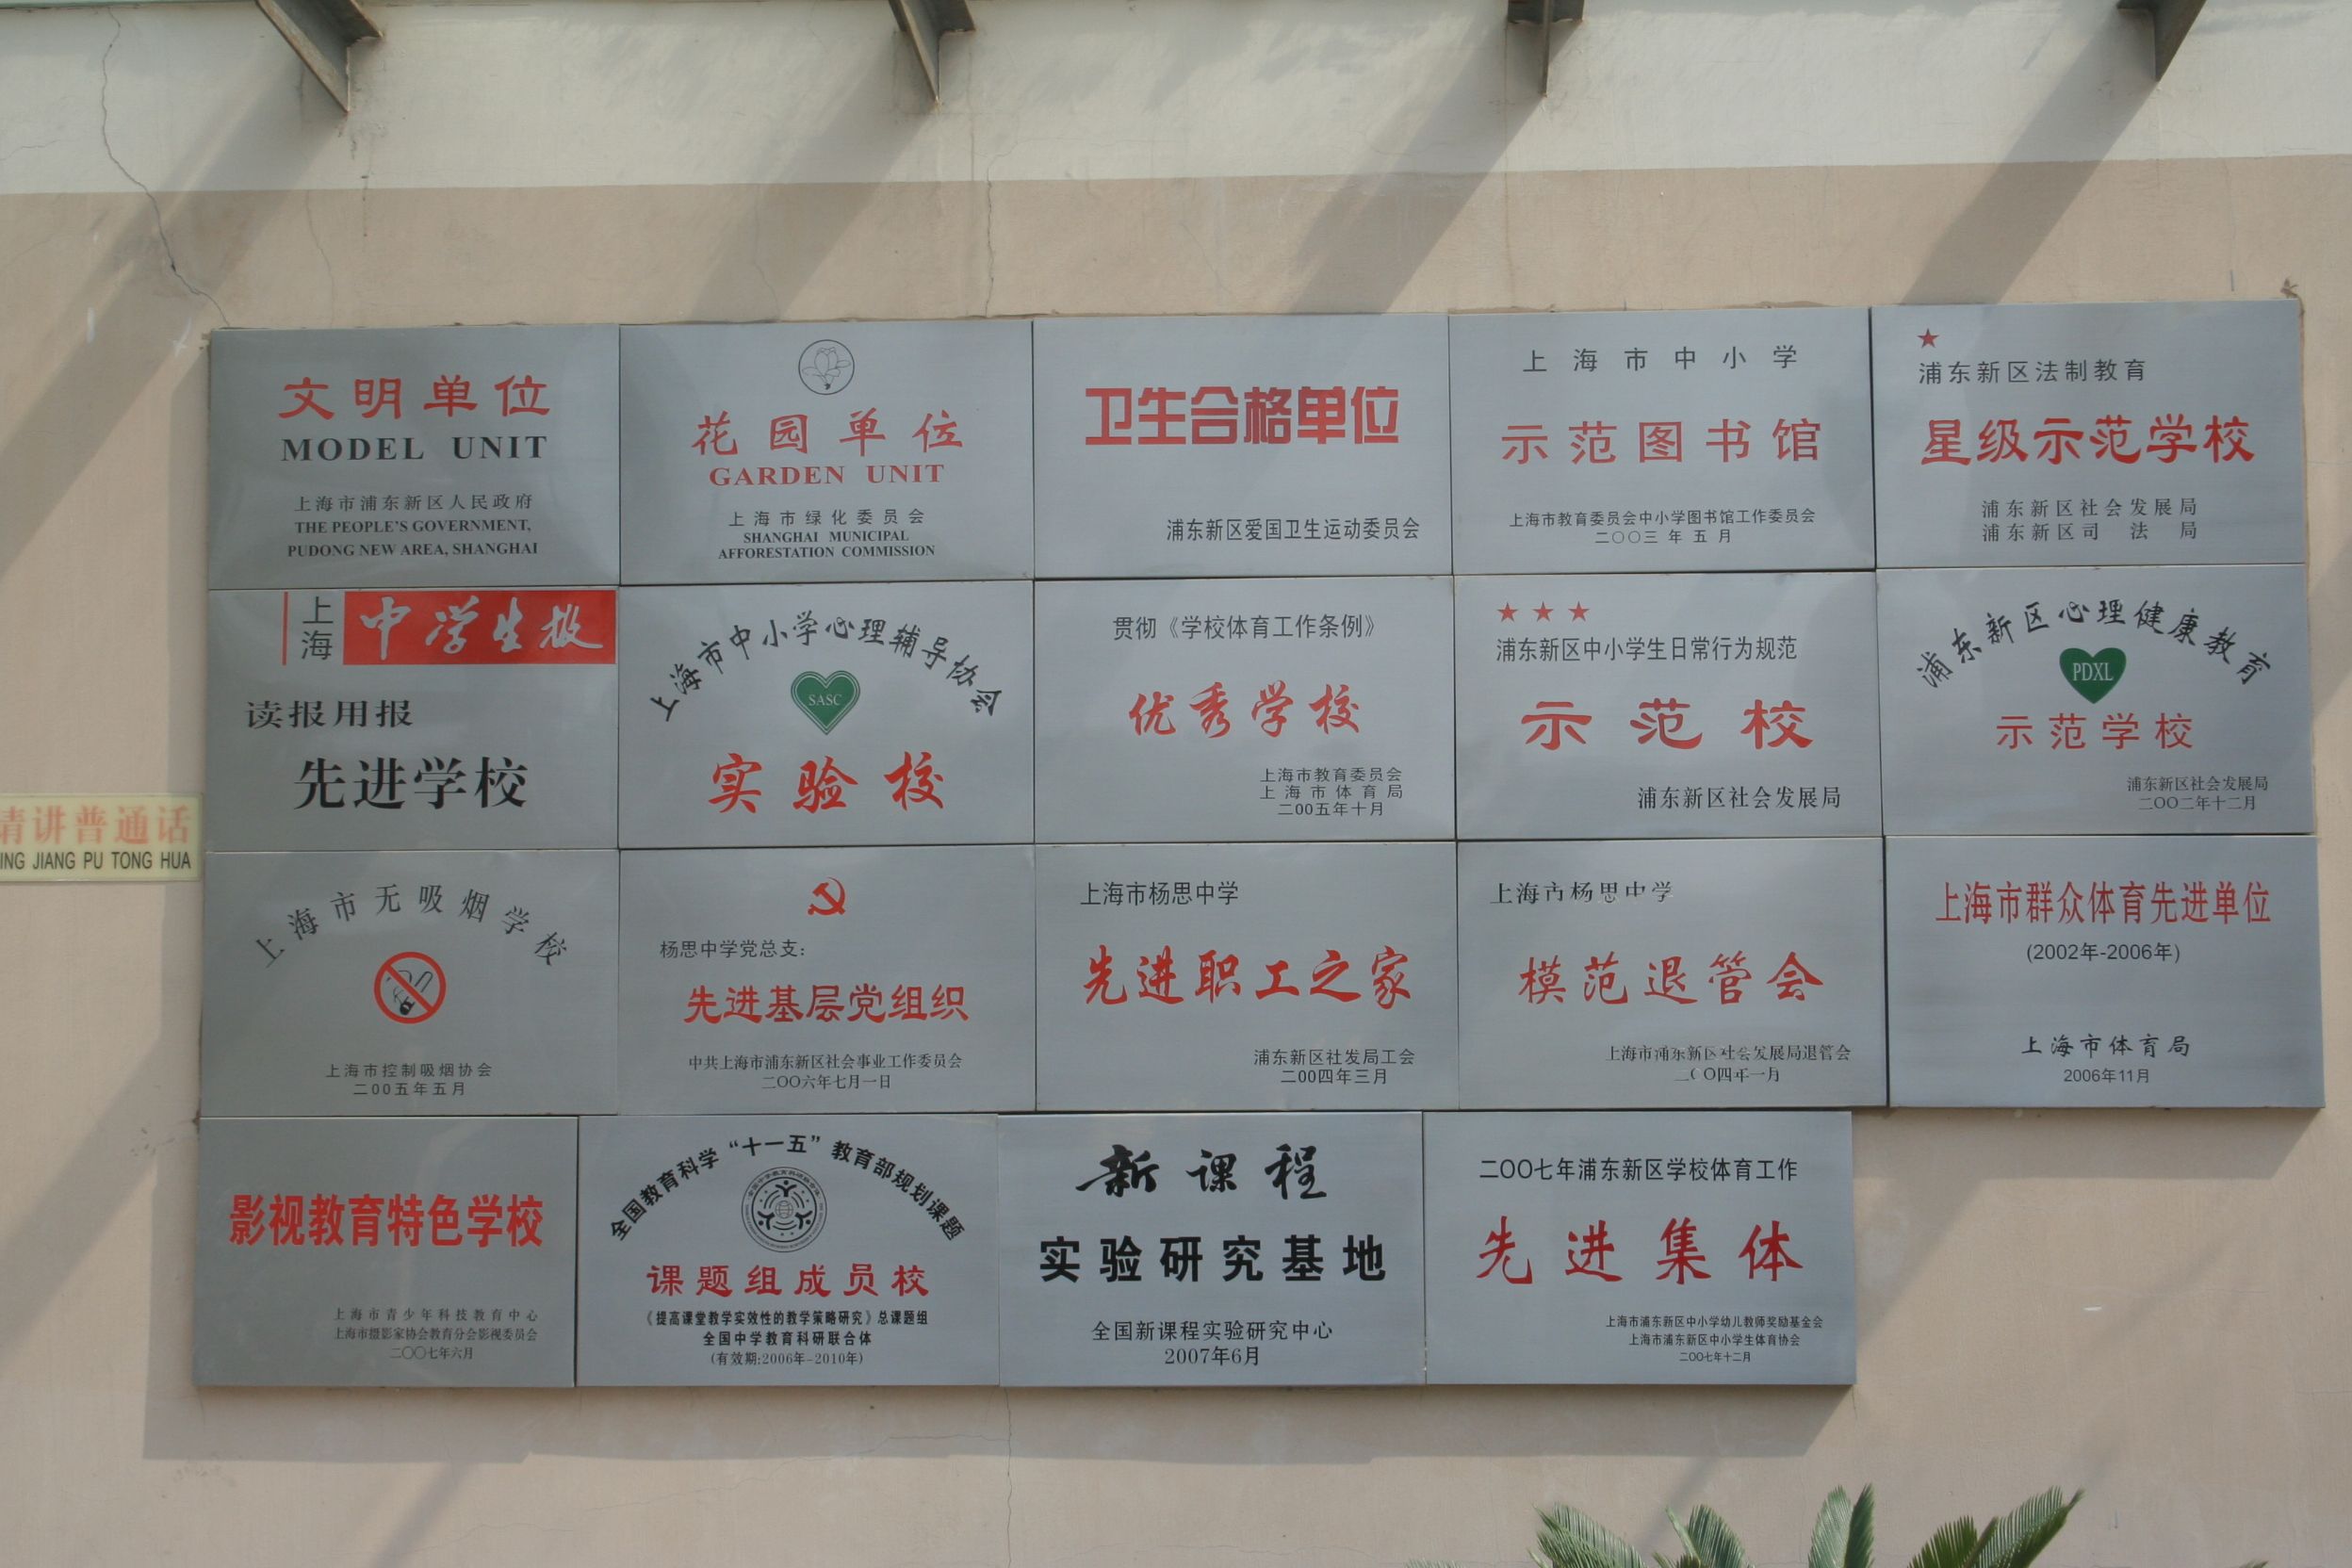 文明单位
MODEL UNIT
上海市浦东新区人民政府
THE PEOPLE'S GOVERNMENT,
PUDONG NEW AREA, SHANGHAI
花园单位
GARDEN UNIT
上海市绿化委员会
SHANGHAI MUNICIPAL
AFFORESTATION COMMISSION
卫生合格单位
浦东新区爱国卫生运动委员会
上海市中小学
示范图书馆
上海市教育委员会中小学图书馆工作委员会
二〇〇三年五月
浦东新区法制教育
星级示范学校
浦东新区社会发展局
浦东新区司法局
上海
中学生报
读报用报
先进学校
上海市中小学心理辅导协会
SASC
实验校
贯彻《学校体育工作条例》
优秀学校
上海市教育委员会
上海市体育局
二00五年十月
浦东新区中小学生日常行为规范
示范校
浦东新区社会发展局
浦东新区心理健康教育
PDXL
示范学校
浦东新区社会发展局
二〇〇二年十二月
请讲普通话
ING JIANG PU TONG HUA
上海市无吸烟学校
上海市控制吸烟协会
二00五年五月
杨思中学党总支:
先进基层党组织
中共上海市浦东新区社会事业工作委员会
二〇〇六年七月一日
上海市杨思中学
先进职工之家
浦东新区社发局工会
二00四年三月
上海市杨思中学
模范退管会
上海市浦东新区社会发展局退管会
二〇〇四年一月
上海市群众体育先进单位
(2002年-2006年)
上海市体育局
2006年11月
影视教育特色学校
上海市青少年科技教育中心
上海市摄影家协会教育分会影视委员会
二〇〇七年六月
全国教育科学“十一五”教育部规划课题
课题组成员校
《提高课堂教学实效性的教学策略研究》总课题组
全国中学教育科研联合体
(有效期:2006年-2010年)
新课程
实验研究基地
全国新课程实验研究中心
2007年6月
二〇〇七年浦东新区学校体育工作
先进集体
上海市浦东新区中小学幼儿教师奖励基金会
上海市浦东新区中小学生体育协会
二〇〇七年十二月